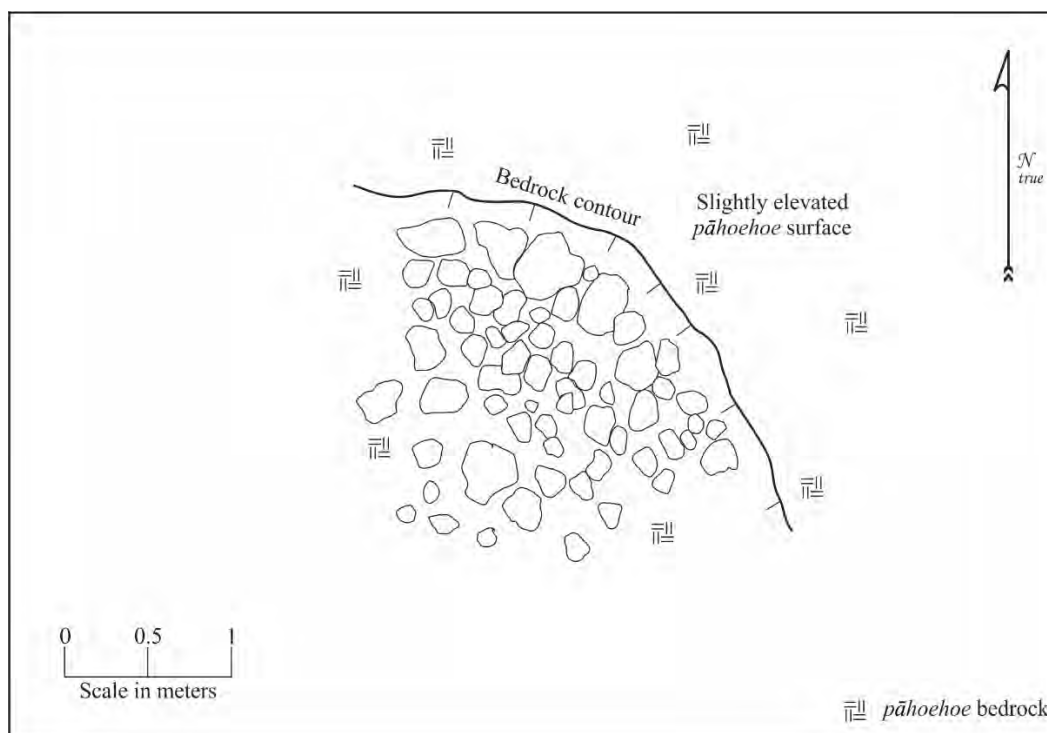 N
true
Bedrock contour
Slightly elevated
pāhoehoe surface
0 0.5 1
Scale in meters
pāhoehoe bedrock